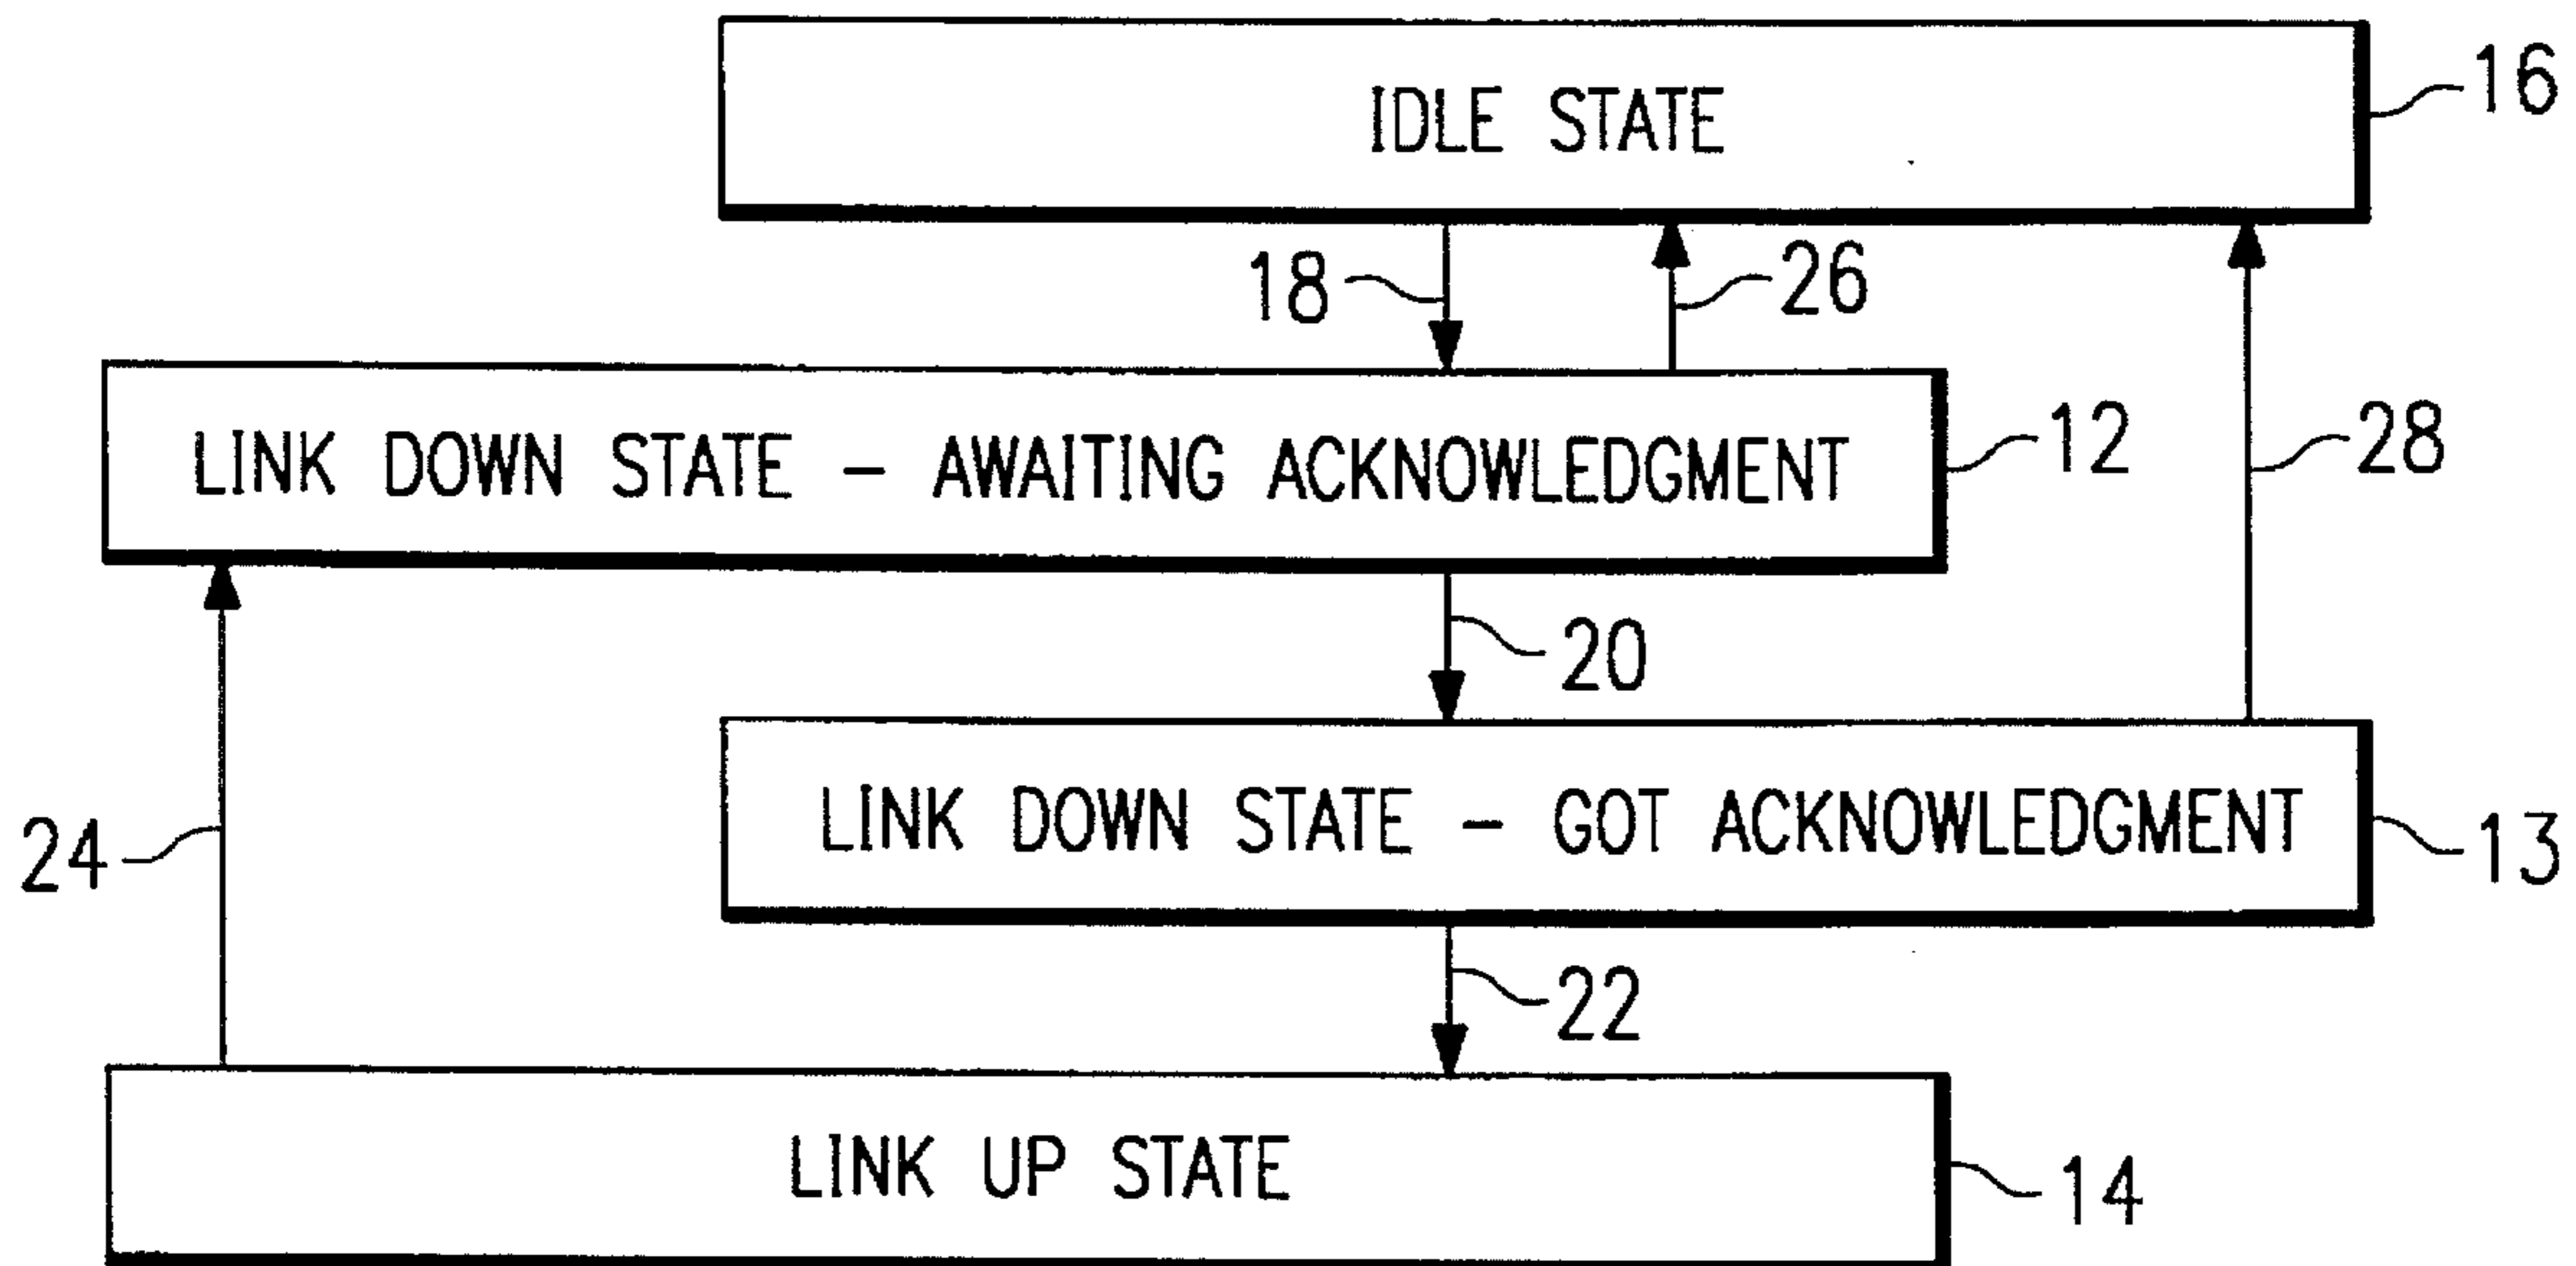 IDLE STATE
16
18
26
LINK DOWN STATE - AWAITING ACKNOWLEDGMENT
12
28
20
24
LINK DOWN STATE - GOT ACKNOWLEDGMENT
13
22
LINK UP STATE
14